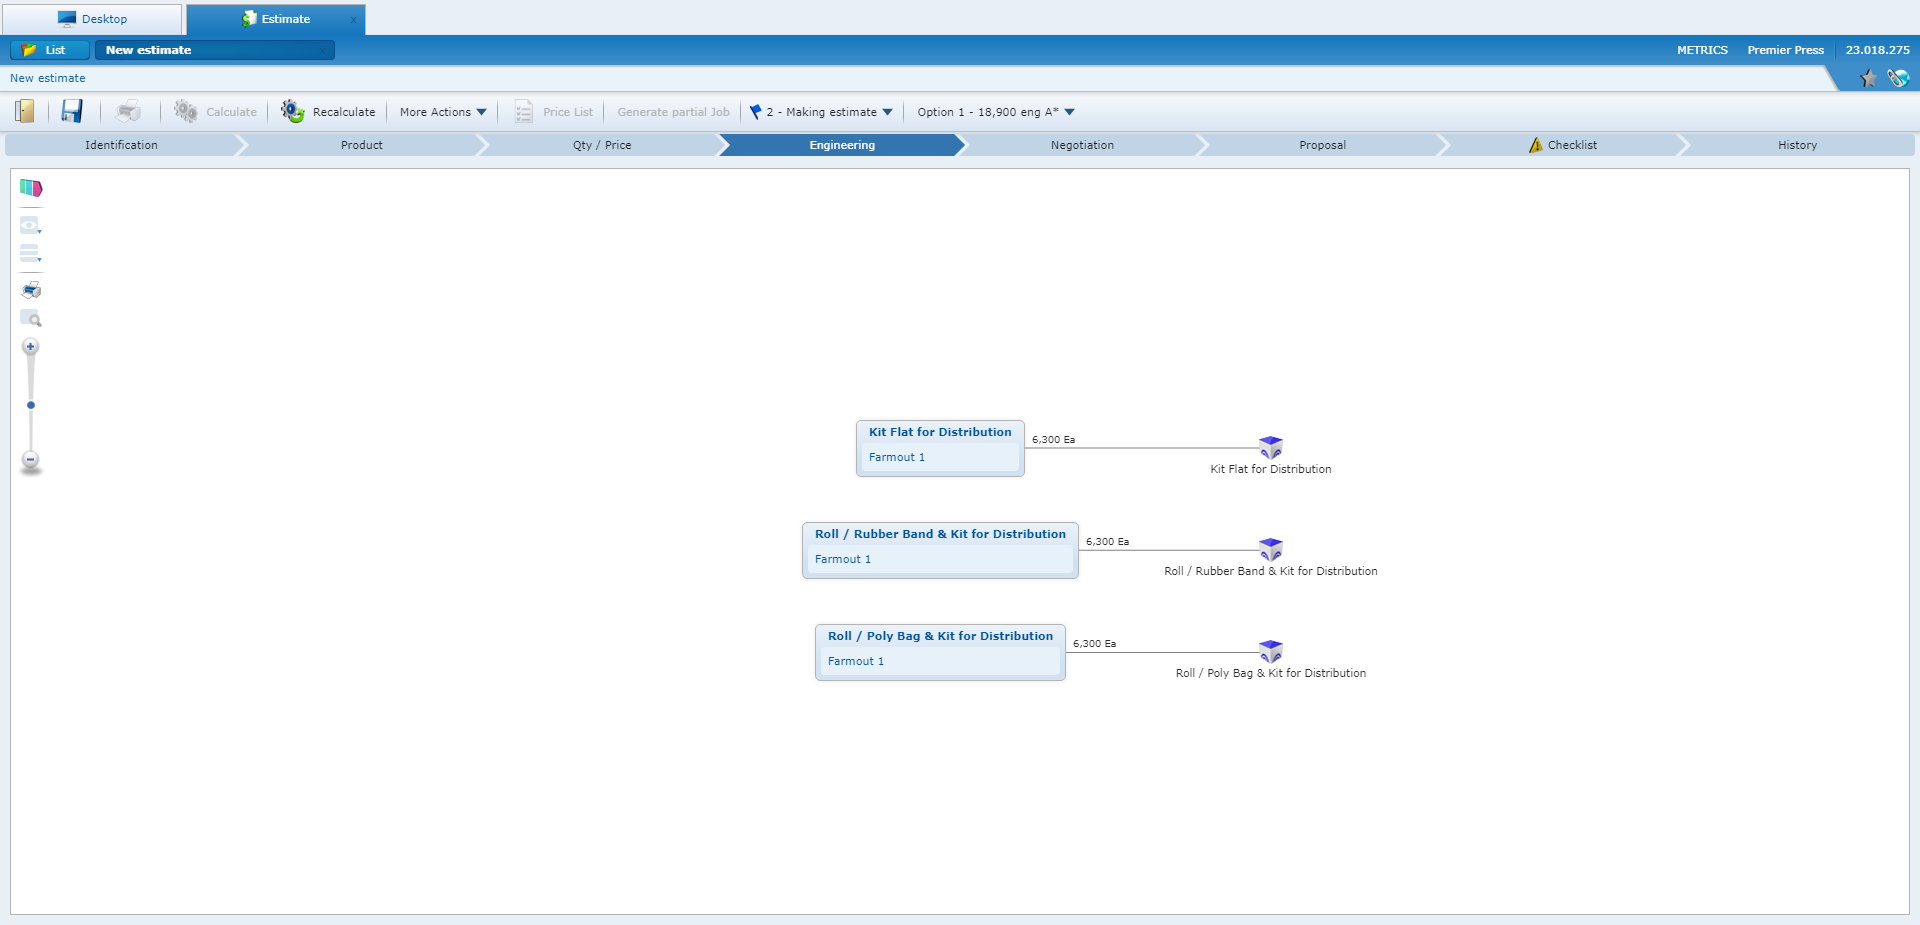 Desktop
Estimate x
List
New estimate x
METRICS Premier Press 23.018.275
New estimate
Calculate
Recalculate
More Actions
Price List
Generate partial Job
2 - Making estimate
Option 1 - 18,900 eng A*
Identification
Product
Qty / Price
Engineering
Negotiation
Proposal
Checklist
History
Kit Flat for Distribution
Farmout 1
6,300 Ea
Kit Flat for Distribution
Roll / Rubber Band & Kit for Distribution
Farmout 1
6,300 Ea
Roll / Rubber Band & Kit for Distribution
Roll / Poly Bag & Kit for Distribution
Farmout 1
6,300 Ea
Roll / Poly Bag & Kit for Distribution